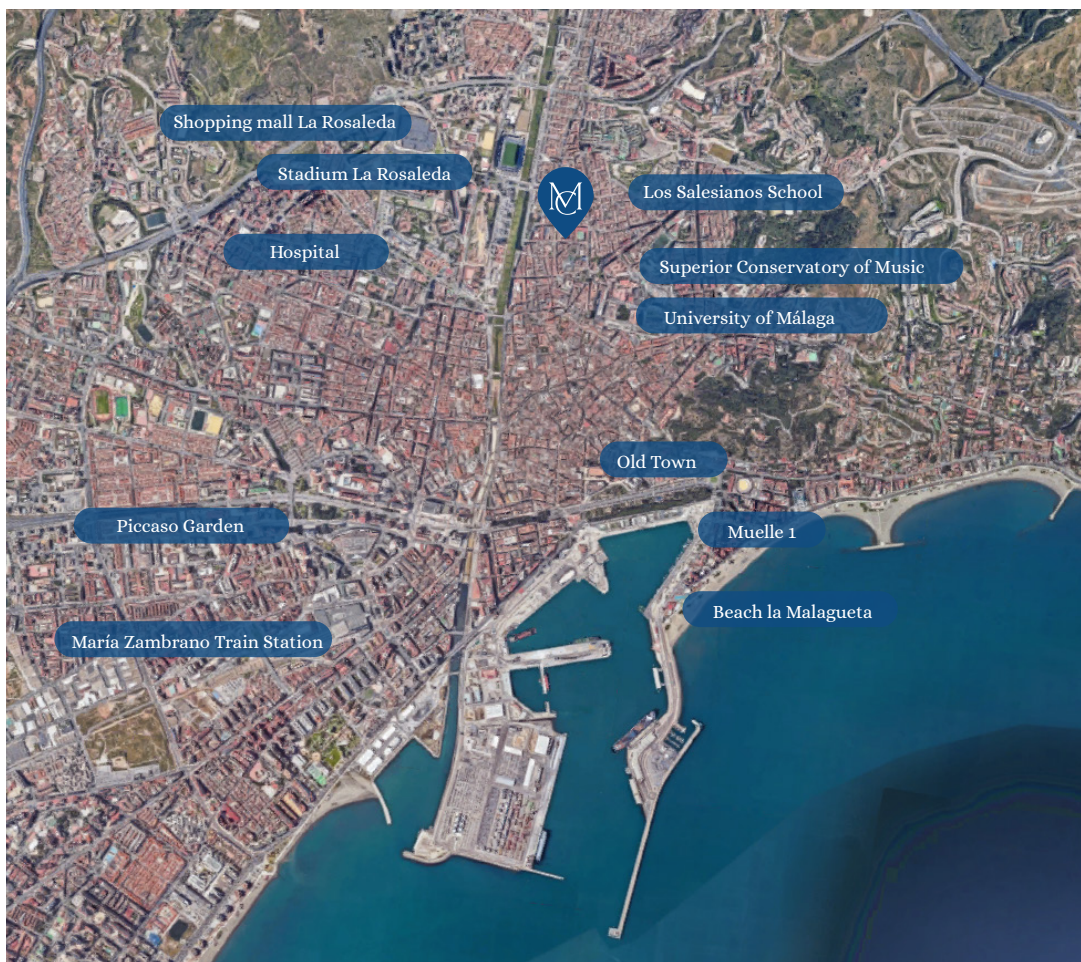 Shopping mall La Rosaleda
Stadium La Rosaleda
MC
Los Salesianos School
Hospital
Superior Conservatory of Music
University of Málaga
Old Town
Piccaso Garden
Muelle 1
Beach la Malagueta
María Zambrano Train Station